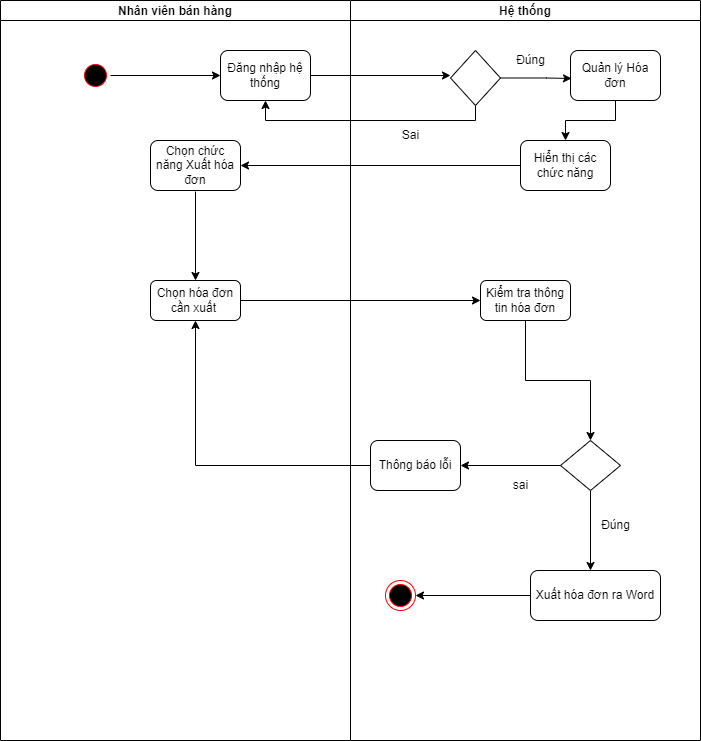 Nhân viên bán hàng
Hệ thống
Đăng nhập hệ
thống
Đúng
Quản lý Hóa
đơn
Sai
Chọn chức
năng Xuất hóa
đơn
Hiển thị các
chức năng
Chọn hóa đơn
cần xuất
Kiểm tra thông
tin hóa đơn
Thông báo lỗi
sai
Đúng
Xuất hóa đơn ra Word